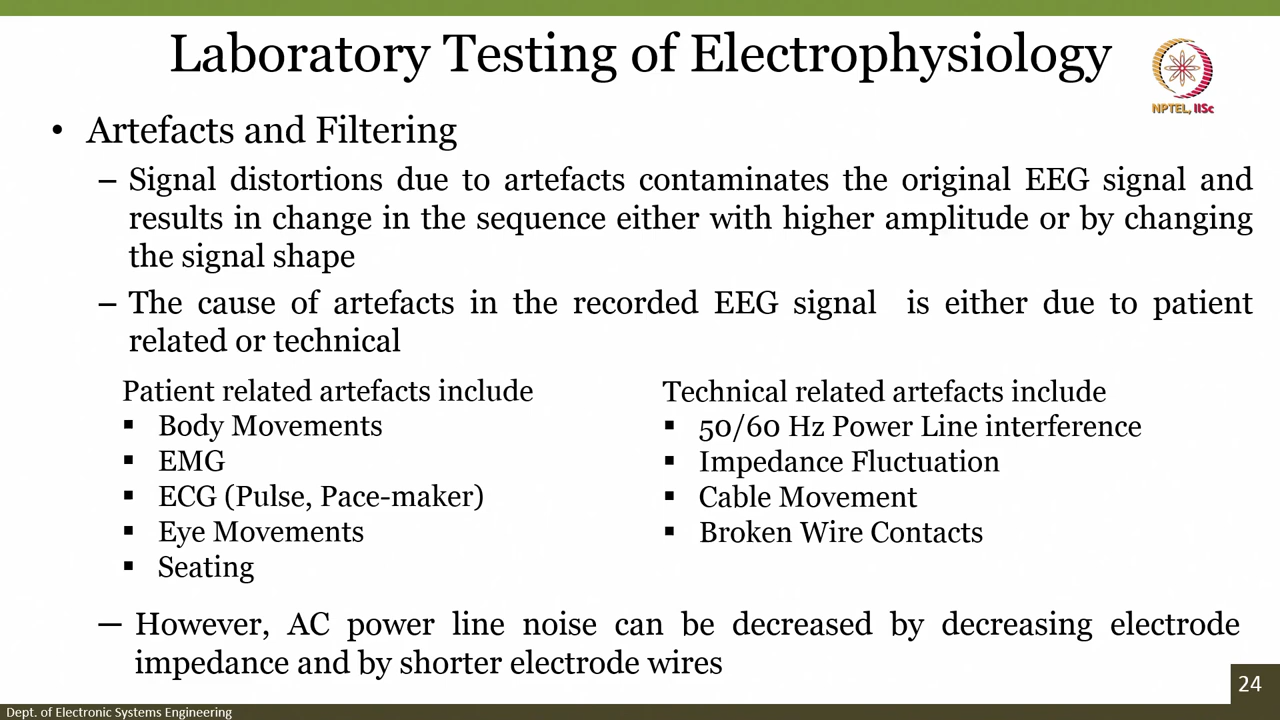 Laboratory Testing of Electrophysiology
NPTEL, IISc
• Artefacts and Filtering
– Signal distortions due to artefacts contaminates the original EEG signal and
results in change in the sequence either with higher amplitude or by changing
the signal shape
– The cause of artefacts in the recorded EEG signal is either due to patient
related or technical
Patient related artefacts include
▪ Body Movements
▪ EMG
▪ ECG (Pulse, Pace-maker)
▪ Eye Movements
▪ Seating
Technical related artefacts include
▪ 50/60 Hz Power Line interference
▪ Impedance Fluctuation
▪ Cable Movement
▪ Broken Wire Contacts
– However, AC power line noise can be decreased by decreasing electrode
impedance and by shorter electrode wires
24
Dept. of Electronic Systems Engineering